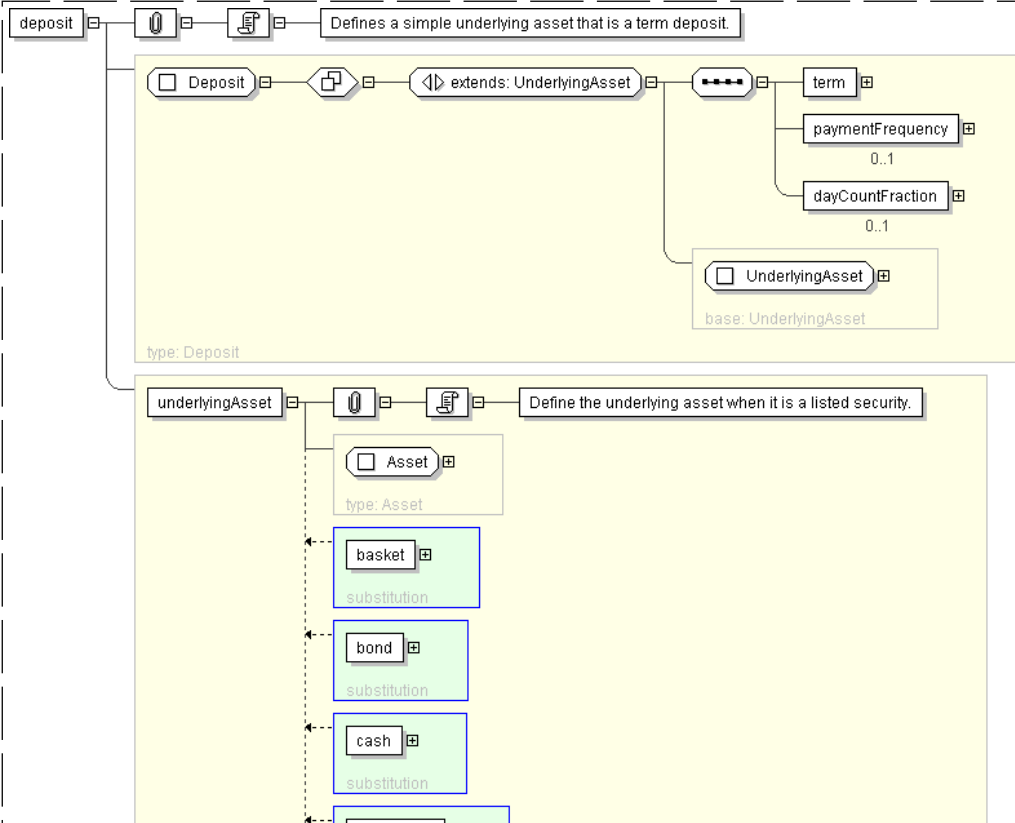 deposit
Defines a simple underlying asset that is a term deposit.
Deposit
extends: UnderlyingAsset
term
paymentFrequency
0..1
dayCountFraction
0..1
UnderlyingAsset
base: UnderlyingAsset
type: Deposit
underlyingAsset
Define the underlying asset when it is a listed security.
Asset
type: Asset
basket
substitution
bond
substitution
cash
substitution